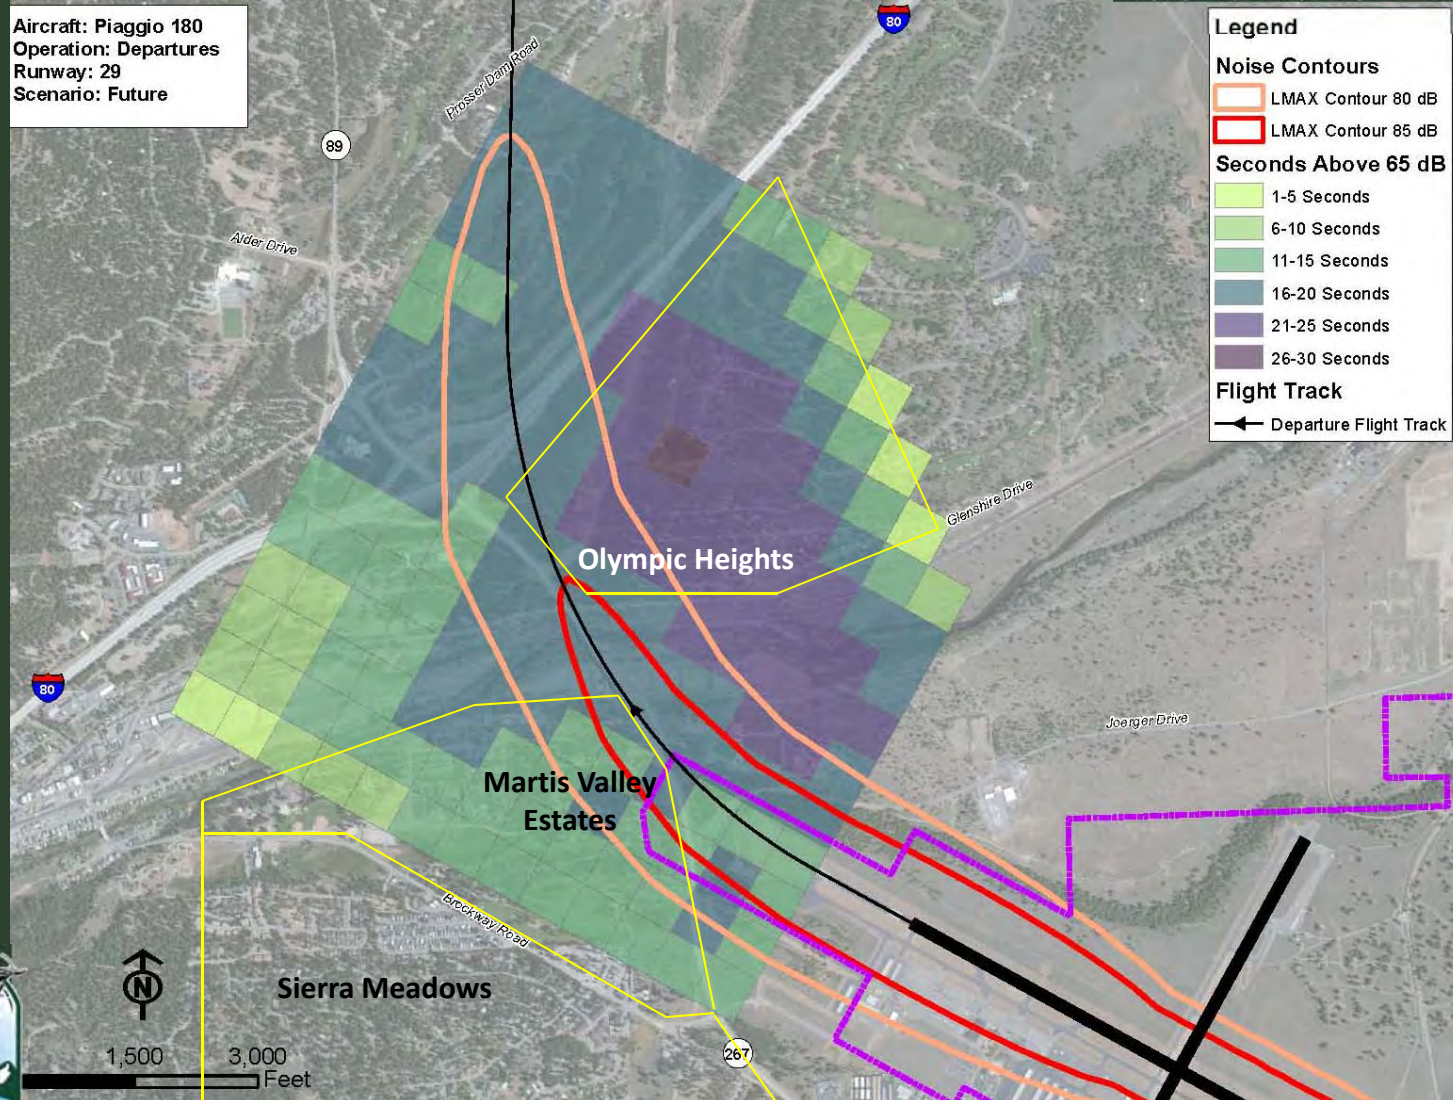 Aircraft: Piaggio 180
Operation: Departures
Runway: 29
Scenario: Future
Legend
Noise Contours
LMAX Contour 80 dB
LMAX Contour 85 dB
Seconds Above 65 dB
1-5 Seconds
6-10 Seconds
11-15 Seconds
16-20 Seconds
21-25 Seconds
26-30 Seconds
Flight Track
Departure Flight Track
80
Prosser Dam Road
89
Alder Drive
Glenshire Drive
Olympic Heights
80
Joerger Drive
Martis Valley
Estates
Brockway Road
Sierra Meadows
N
267
1,500
3,000
Feet